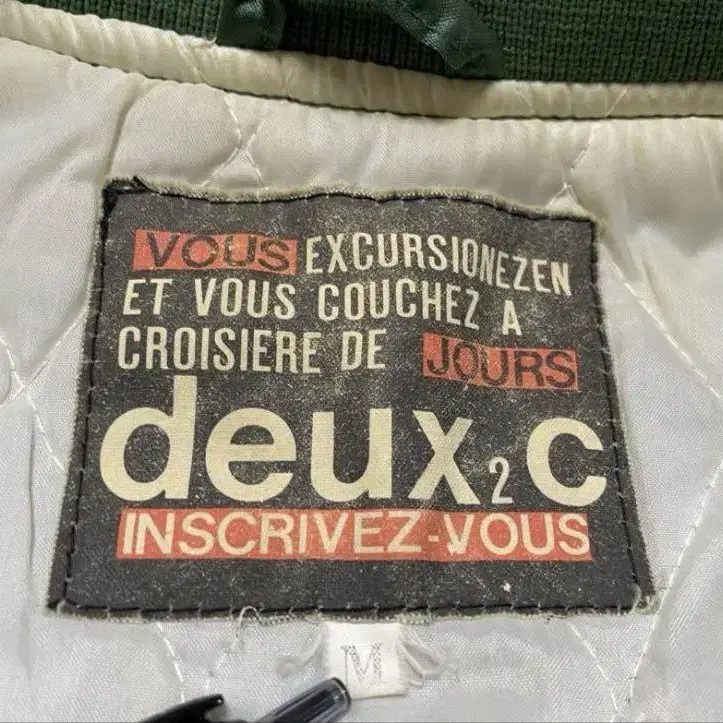 VOUS EXCURSIONEZEN
ET VOUS COUCHEZ A
CROISIERE DE JOURS
deux2c
INSCRIVEZ-VOUS
M